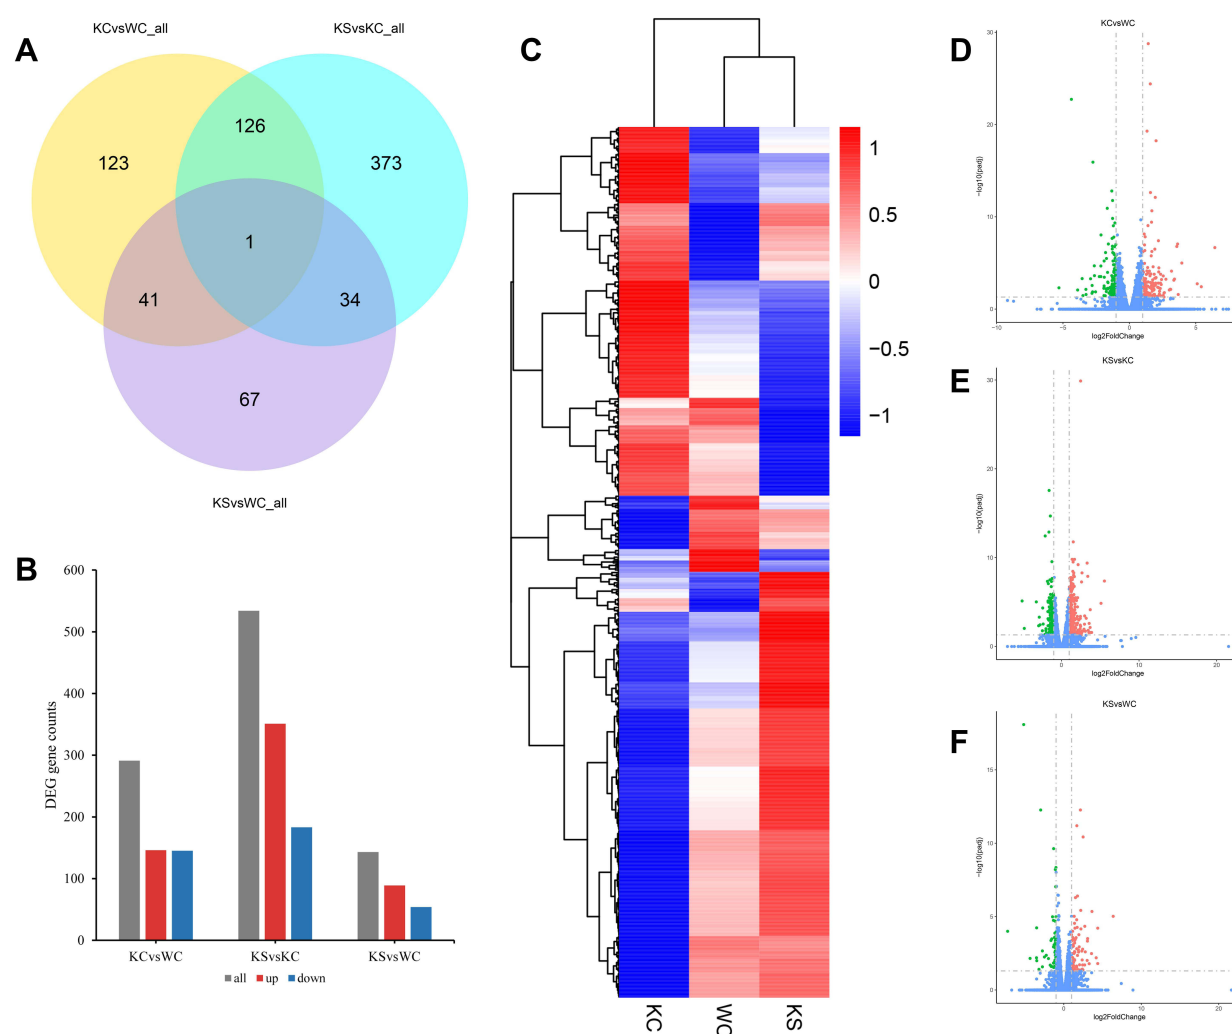 A
KCvsWC_all
KSvsKC_all
126
123
373
1
41
34
67
KSvsWC_all
B
DEG gene counts
600
500
400
300
200
100
0
KCvsWC
KSvsKC
KSvsWC
all up down
C
1
0.5
0
−0.5
−1
KC
WC
KS
D
KCvsWC
−log10(padj)
30
20
10
0
−10
−5
0
5
log2FoldChange
E
KSvsKC
−log10(padj)
30
20
10
0
0
10
20
log2FoldChange
F
KSvsWC
−log10(padj)
15
10
5
0
0
10
20
log2FoldChange